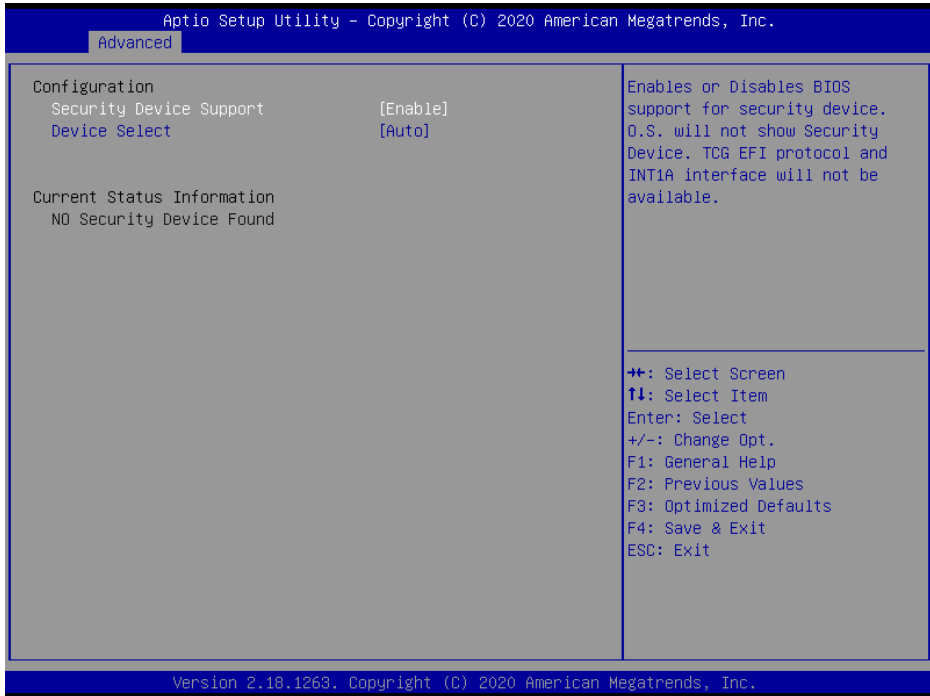 Aptio Setup Utility – Copyright (C) 2020 American Megatrends, Inc.
Advanced
Configuration
Security Device Support [Enable]
Device Select [Auto]
Current Status Information
NO Security Device Found
Enables or Disables BIOS
support for security device.
O.S. will not show Security
Device. TCG EFI protocol and
INT1A interface will not be
available.
→←: Select Screen
↑↓: Select Item
Enter: Select
+/-: Change Opt.
F1: General Help
F2: Previous Values
F3: Optimized Defaults
F4: Save & Exit
ESC: Exit
Version 2.18.1263. Copyright (C) 2020 American Megatrends, Inc.